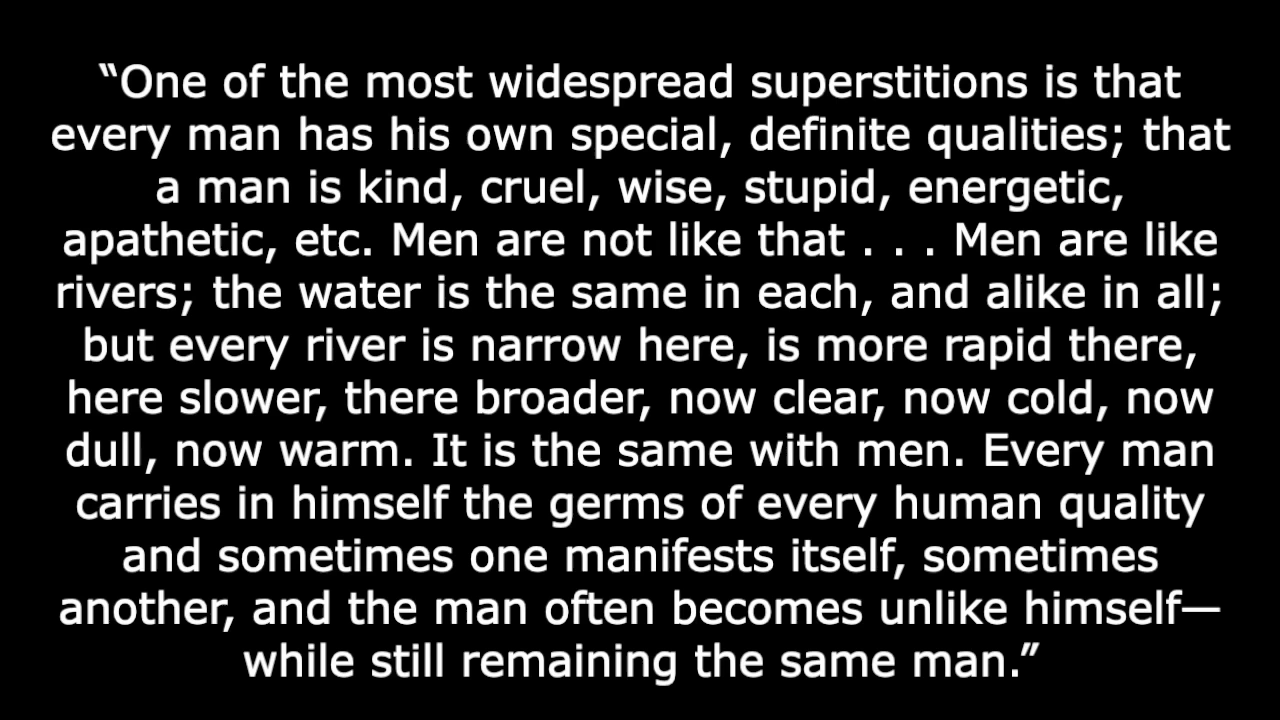 “One of the most widespread superstitions is that
every man has his own special, definite qualities; that
a man is kind, cruel, wise, stupid, energetic,
apathetic, etc. Men are not like that . . . Men are like
rivers; the water is the same in each, and alike in all;
but every river is narrow here, is more rapid there,
here slower, there broader, now clear, now cold, now
dull, now warm. It is the same with men. Every man
carries in himself the germs of every human quality
and sometimes one manifests itself, sometimes
another, and the man often becomes unlike himself—
while still remaining the same man.”